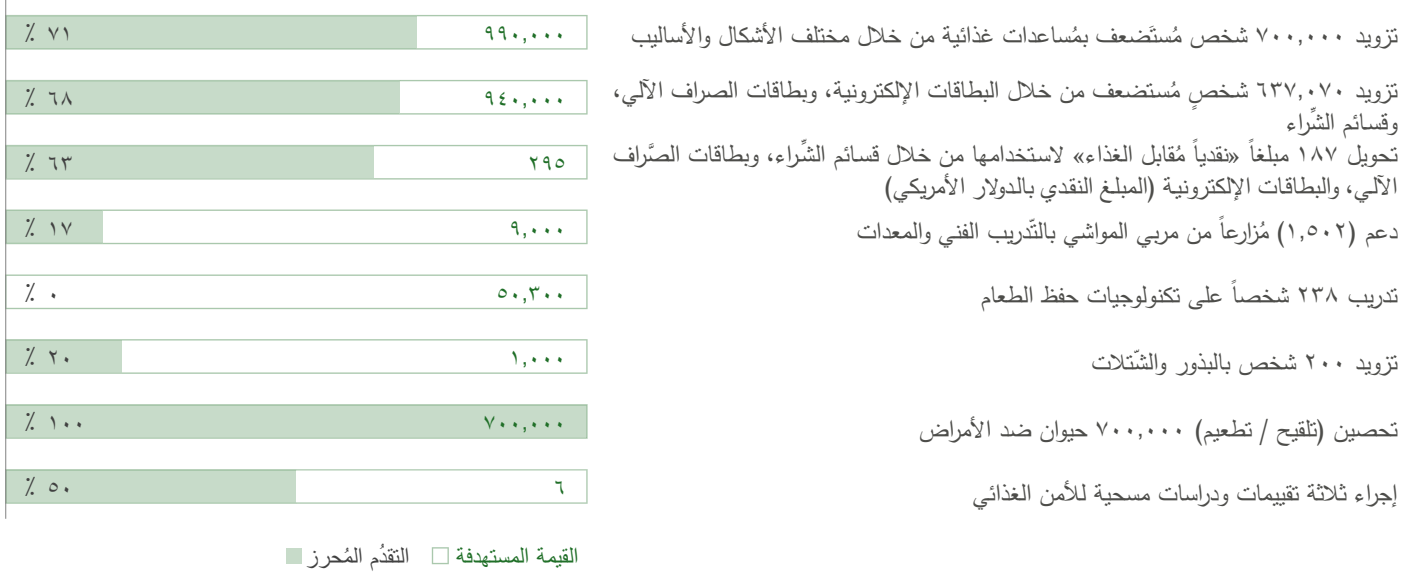 تزويد ٧٠٠,٠٠٠ شخص مُستَضعف بمُساعدات غذائية من خلال مختلف الأشكال والأساليب
٩٩٠,٠٠٠
٧١ ٪
تزويد ٦٣٧,٠٧٠ شخصٍ مُستضعف من خلال البطاقات الإلكترونية، وبطاقات الصراف الآلي،
وقسائم الشِّراء
٩٤٠,٠٠٠
٦٨ ٪
تحويل ١٨٧ مبلغاً «نقدياً مُقابل الغذاء» لاستخدامها من خلال قسائم الشِّراء، وبطاقات الصَّراف
الآلي، والبطاقات الإلكترونية (المبلغ النقدي بالدولار الأمريكي)
٢٩٥
٦٣ ٪
دعم (١,٥٠٢) مُزارعاً من مربي المواشي بالتّدريب الفني والمعدات
٩,٠٠٠
١٧ ٪
تدريب ٢٣٨ شخصاً على تكنولوجيات حفظ الطعام
٥٠,٣٠٠
٠ ٪
تزويد ٢٠٠ شخص بالبذور والشّتلات
١,٠٠٠
٢٠ ٪
تحصين (تلقيح / تطعيم) ٧٠٠,٠٠٠ حيوان ضد الأمراض
٧٠٠,٠٠٠
١٠٠ ٪
إجراء ثلاثة تقييمات ودراسات مسحية للأمن الغذائي
٦
٥٠ ٪
القيمة المستهدفة
التقدُم المُحرز